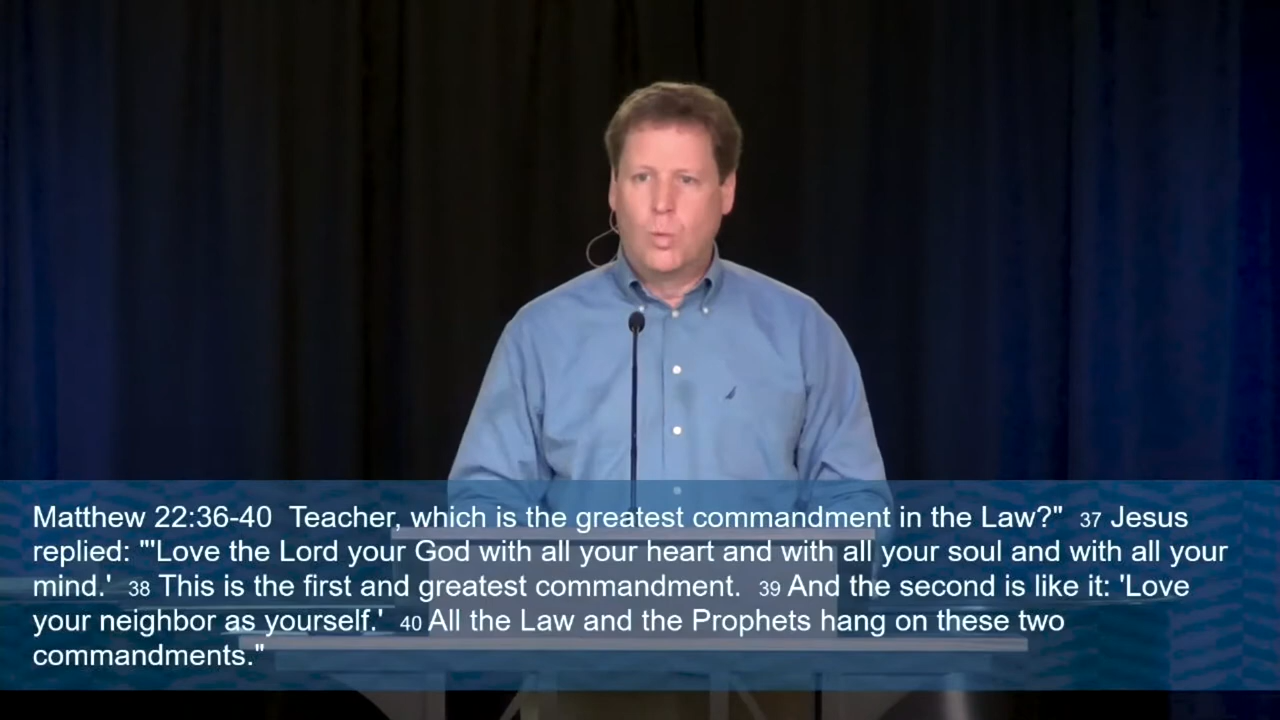 Matthew 22:36-40  Teacher, which is the greatest commandment in the Law?"  37 Jesus
replied: "'Love the Lord your God with all your heart and with all your soul and with all your
mind.'  38 This is the first and greatest commandment.  39 And the second is like it: 'Love
your neighbor as yourself.'  40 All the Law and the Prophets hang on these two
commandments."